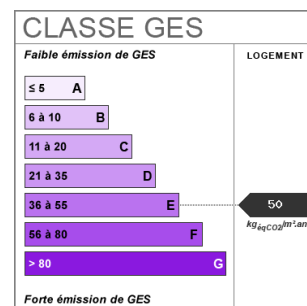 CLASSE GES
Faible émission de GES
LOGEMENT
≤ 5 A
6 à 10 B
11 à 20 C
21 à 35 D
36 à 55 E
50
kgéqCO2/m².an
56 à 80 F
> 80 G
Forte émission de GES